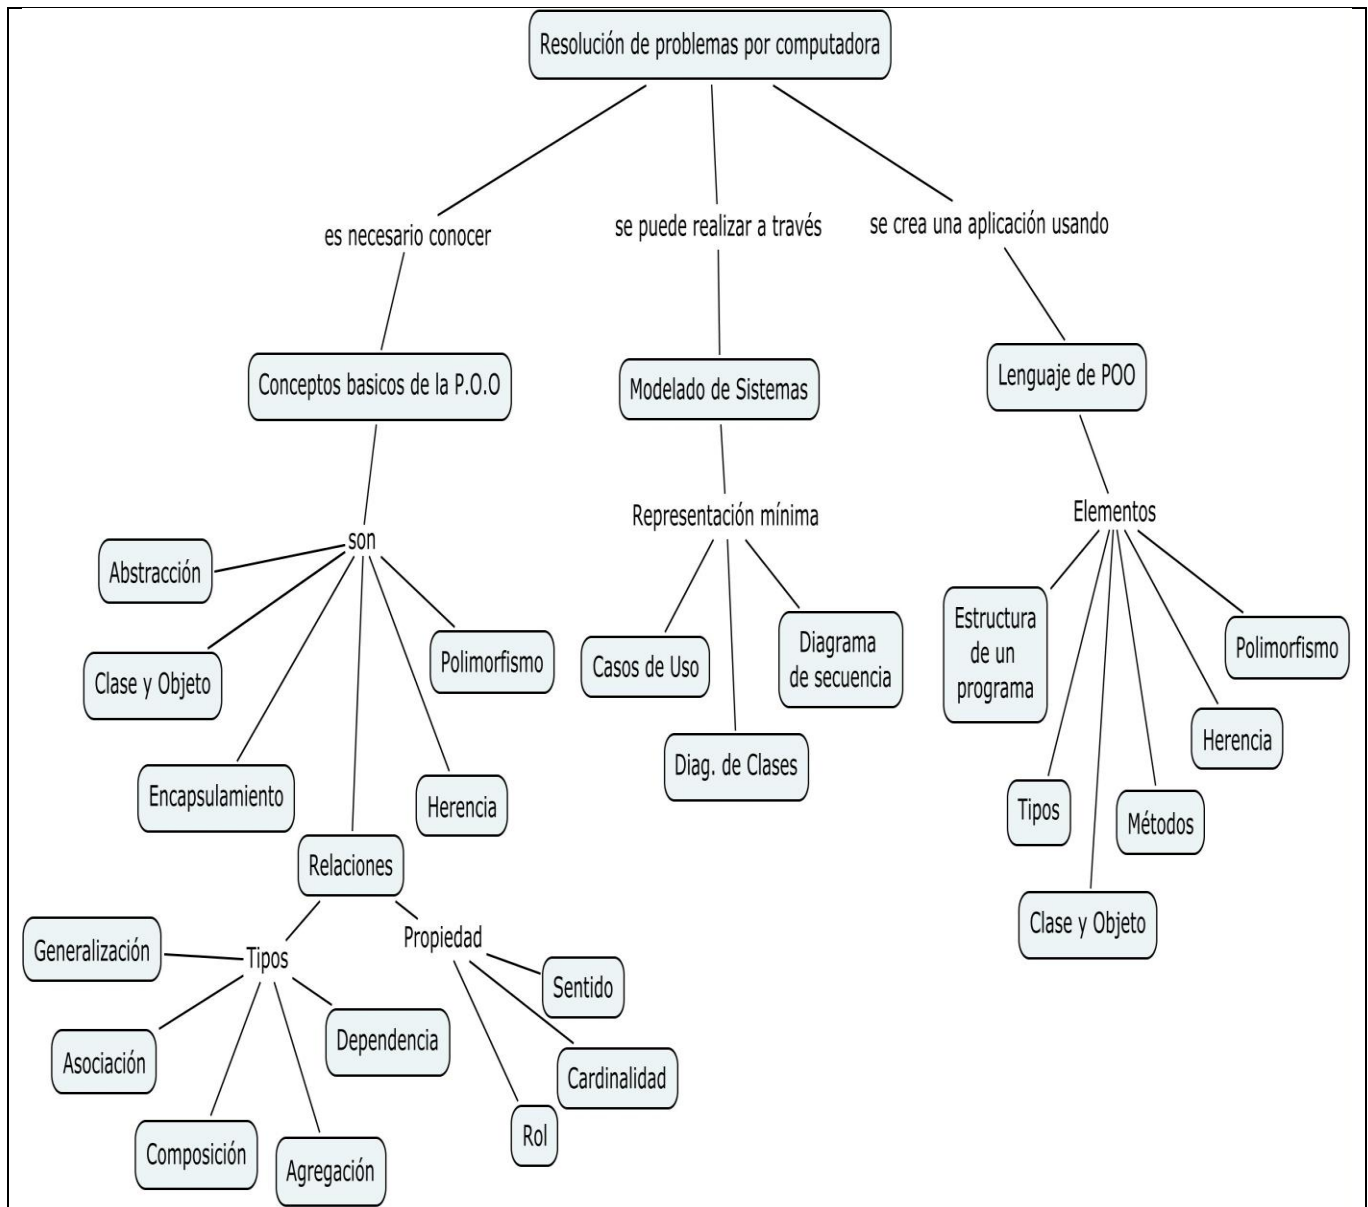 Resolución de problemas por computadora
es necesario conocer
se puede realizar a través
se crea una aplicación usando
Conceptos basicos de la P.O.O
Modelado de Sistemas
Lenguaje de POO
son
Representación mínima
Elementos
Abstracción
Clase y Objeto
Encapsulamiento
Relaciones
Herencia
Polimorfismo
Tipos
Propiedad
Generalización
Asociación
Composición
Agregación
Dependencia
Rol
Cardinalidad
Sentido
Casos de Uso
Diag. de Clases
Diagrama
de secuencia
Estructura
de un
programa
Tipos
Clase y Objeto
Métodos
Herencia
Polimorfismo